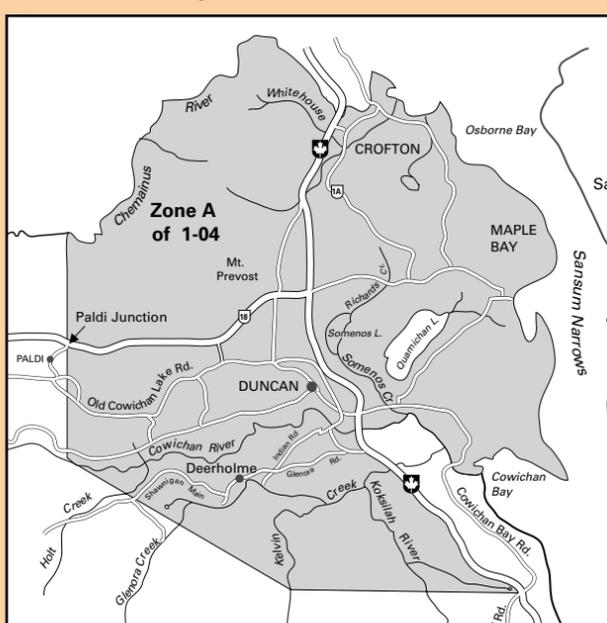 River
Whitehouse
Osborne Bay
CROFTON
Sa
1A
Chemainus
Zone A
of 1-04
MAPLE
BAY
Mt.
Prevost
Richards Cr.
Sansum Narrows
18
Paldi Junction
Somenos L.
Quamichan L.
PALDI
Somenos Cr.
Old Cowichan Lake Rd.
DUNCAN
Cowichan River
Indian Rd
Deerholme
Glenora Rd.
Shawnigan Main
Cowichan
Bay
Creek
Koksilah River
Cowichan Bay Rd.
Holt Creek
Glenora Creek
Kelvin
Rd.